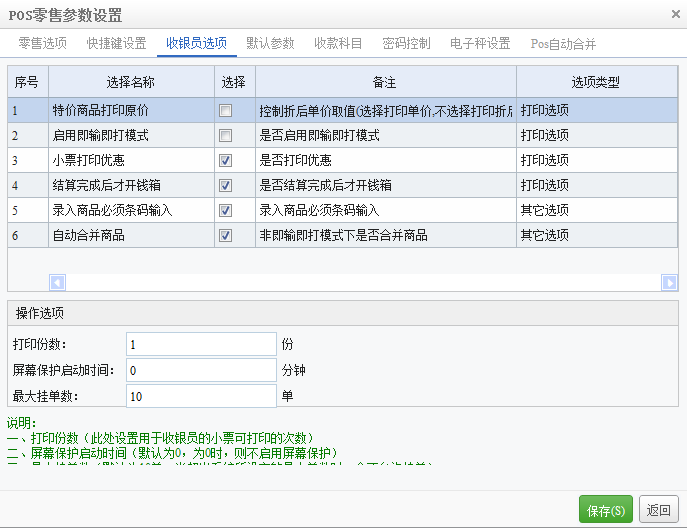 POS零售参数设置
零售选项 快捷键设置 收银员选项 默认参数 收款科目 密码控制 电子秤设置 Pos自动合并
序号 选择名称 选择 备注 选项类型
1 特价商品打印原价 控制折后单价取值(选择打印单价,不选择打印折后 打印选项
2 启用即输即打模式 是否启用即输即打模式 打印选项
3 小票打印优惠 是否打印优惠 打印选项
4 结算完成后才开钱箱 是否结算完成后才开钱箱 打印选项
5 录入商品必须条码输入 录入商品必须条码输入 其它选项
6 自动合并商品 非即输即打模式下是否合并商品 其它选项
操作选项
打印份数: 1 份
屏幕保护启动时间: 0 分钟
最大挂单数: 10 单
说明:
一、打印份数（此处设置用于收银员的小票可打印的次数）
二、屏幕保护启动时间（默认为0，为0时，则不启用屏幕保护）
保存(S) 返回